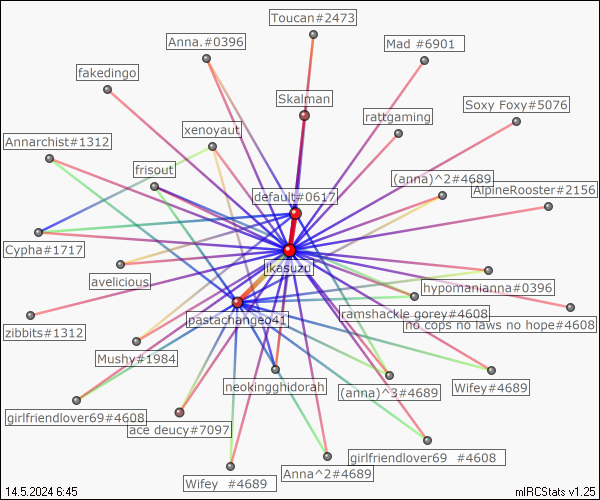 Toucan#2473
Anna.#0396
Mad #6901
fakedingo
Skalman
Soxy Foxy#5076
rattgaming
xenoyaut
Annarchist#1312
frisout
(anna)^2#4689
AlpineRooster#2156
default#0617
Cypha#1717
ikasuzu
avelicious
hypomanianna#0396
ramshackle gorey#4608
pastachangeo41
no cops no laws no hope#4608
zibbits#1312
Mushy#1984
neokingghidorah
(anna)^3#4689
Wifey#4689
girlfriendlover69#4608
ace deucy#7097
girlfriendlover69 #4608
Anna^2#4689
Wifey #4689
14.5.2024 6:45
mIRCStats v1.25